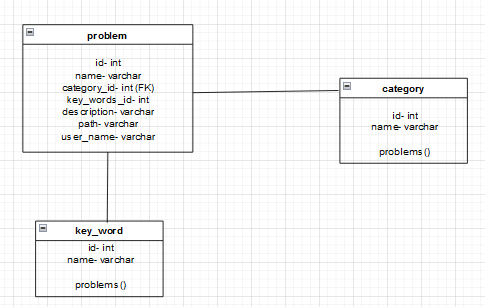 problem
id- int
name- varchar
category_id- int (FK)
key_words_id- int
description- varchar
path- varchar
user_name- varchar
category
id- int
name- varchar
problems ()
key_word
id- int
name- varchar
problems ()